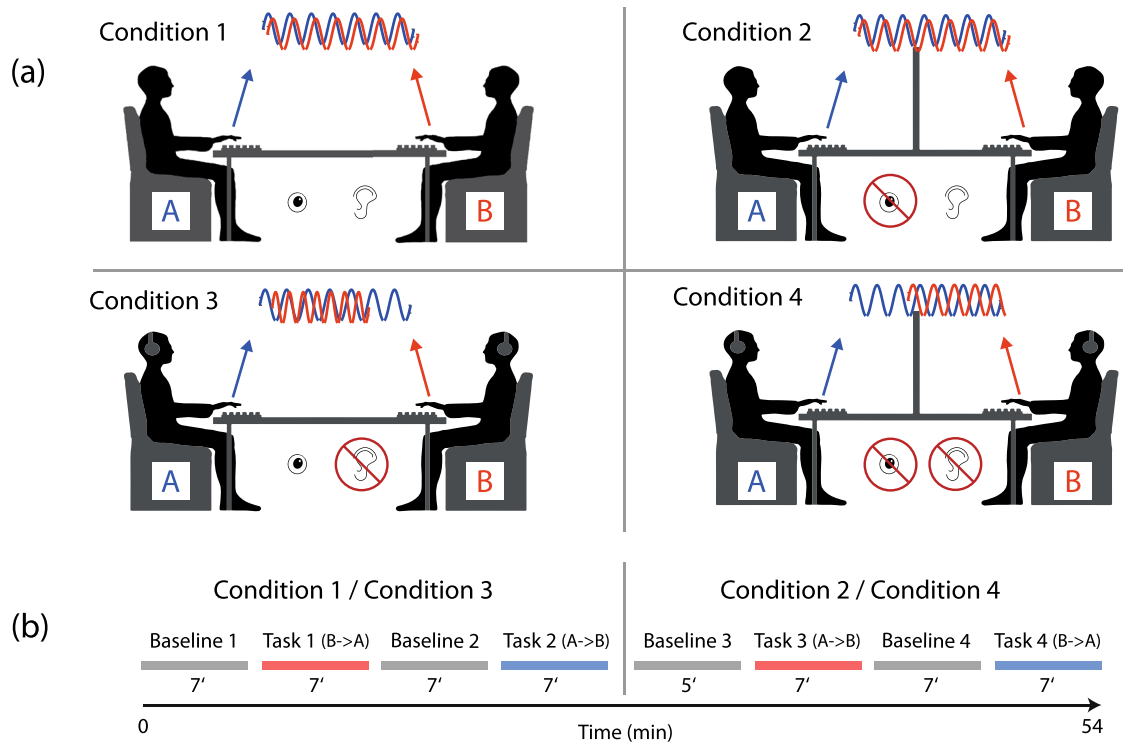 (a)
Condition 1
A
B
Condition 2
A
B
Condition 3
A
B
Condition 4
A
B
(b)
Condition 1 / Condition 3
Condition 2 / Condition 4
Baseline 1 Task 1 (B->A) Baseline 2 Task 2 (A->B) Baseline 3 Task 3 (A->B) Baseline 4 Task 4 (B->A)
7‘ 7‘ 7‘ 7‘ 5‘ 7‘ 7‘ 7‘
0 Time (min) 54